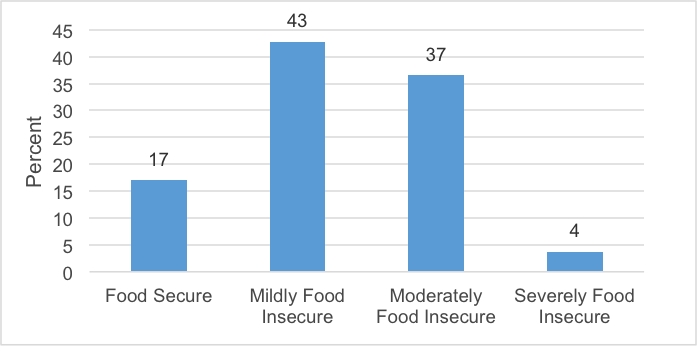 45
40
35
30
25
20
15
10
5
0
Percent
43
37
17
4
Food Secure
Mildly Food
Insecure
Moderately
Food Insecure
Severely Food
Insecure